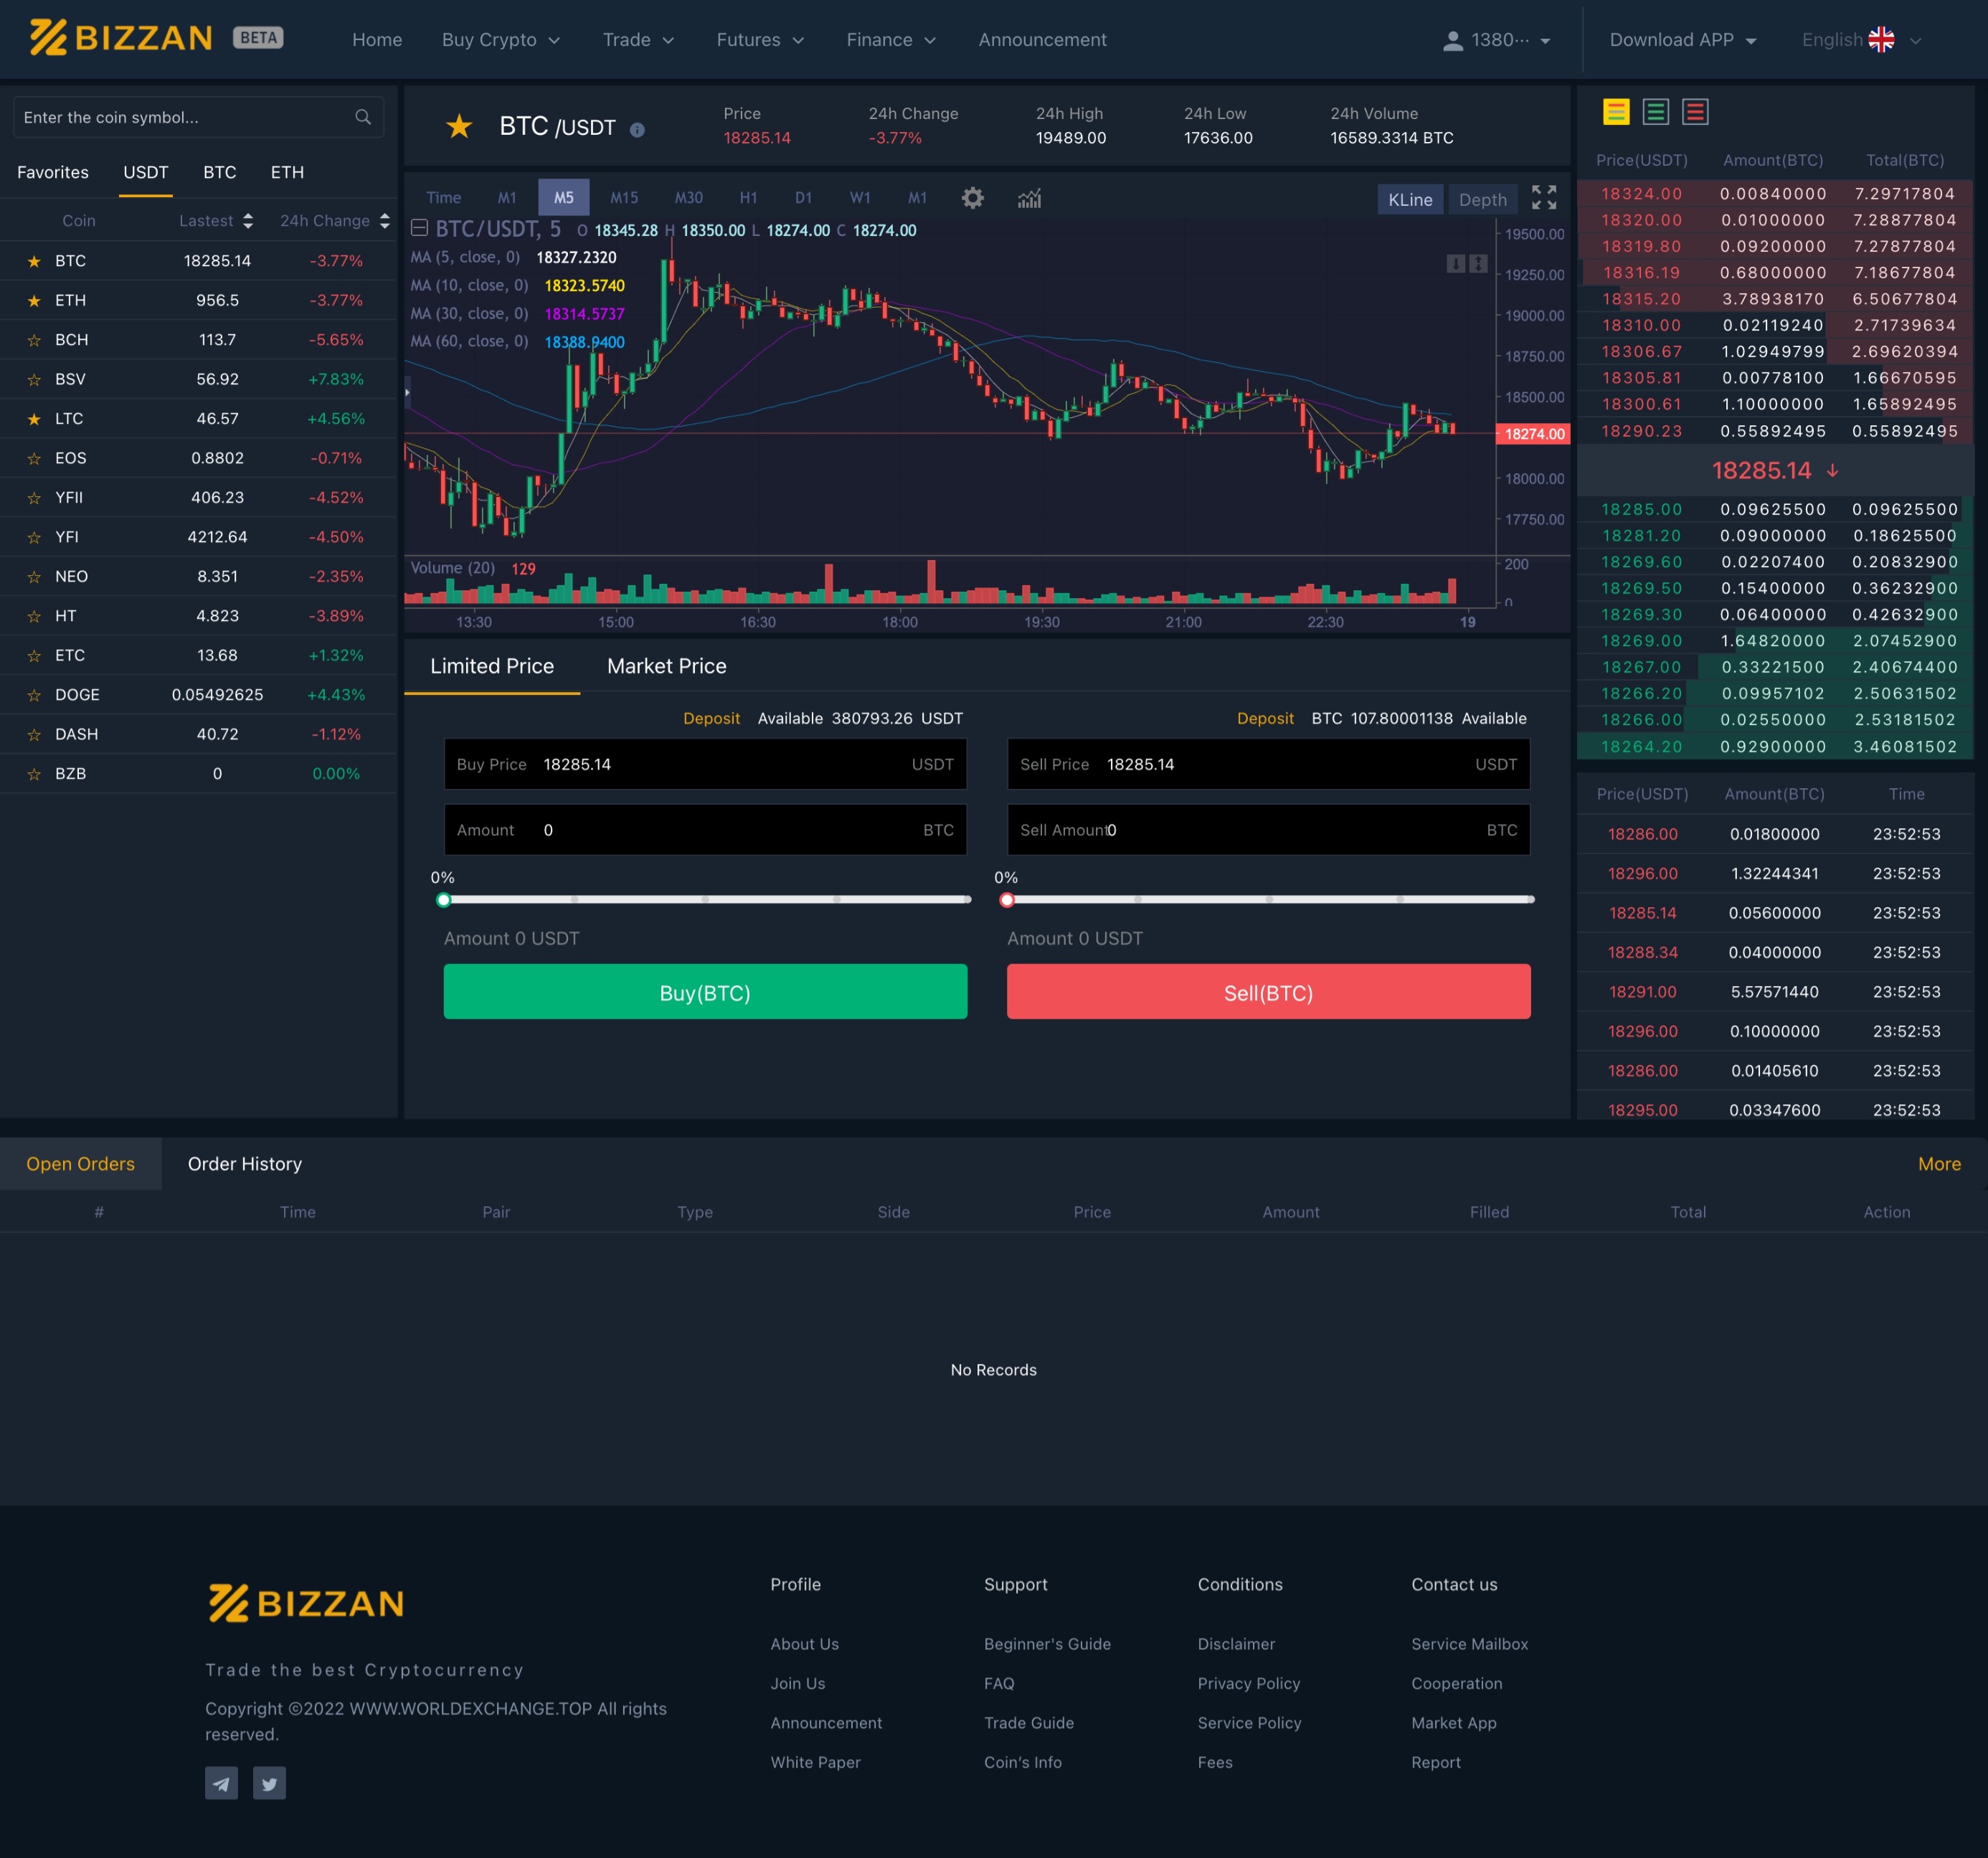 BIZZAN BETA Home Buy Crypto Trade Futures Finance Announcement 1380··· Download APP English
Enter the coin symbol...
Favorites USDT BTC ETH
Coin Lastest 24h Change
BTC 18285.14 -3.77%
ETH 956.5 -3.77%
BCH 113.7 -5.65%
BSV 56.92 +7.83%
LTC 46.57 +4.56%
EOS 0.8802 -0.71%
YFII 406.23 -4.52%
YFI 4212.64 -4.50%
NEO 8.351 -2.35%
HT 4.823 -3.89%
ETC 13.68 +1.32%
DOGE 0.05492625 +4.43%
DASH 40.72 -1.12%
BZB 0 0.00%
BTC /USDT
Price 24h Change 24h High 24h Low 24h Volume
18285.14 -3.77% 19489.00 17636.00 16589.3314 BTC
Time M1 M5 M15 M30 H1 D1 W1 M1 KLine Depth
BTC/USDT, 5 O 18345.28 H 18350.00 L 18274.00 C 18274.00
MA (5, close, 0) 18327.2320
MA (10, close, 0) 18323.5740
MA (30, close, 0) 18314.5737
MA (60, close, 0) 18388.9400
19500.00
19250.00
19000.00
18750.00
18500.00
18274.00
18000.00
17750.00
Volume (20) 129
200
0
13:30 15:00 16:30 18:00 19:30 21:00 22:30 19
Limited Price Market Price
Deposit Available 380793.26 USDT
Buy Price 18285.14 USDT
Amount 0 BTC
0%
Amount 0 USDT
Buy(BTC)
Deposit BTC 107.80001138 Available
Sell Price 18285.14 USDT
Sell Amount 0 BTC
0%
Amount 0 USDT
Sell(BTC)
Price(USDT) Amount(BTC) Total(BTC)
18324.00 0.00840000 7.29717804
18320.00 0.01000000 7.28877804
18319.80 0.09200000 7.27877804
18316.19 0.68000000 7.18677804
18315.20 3.78938170 6.50677804
18310.00 0.02119240 2.71739634
18306.67 1.02949799 2.69620394
18305.81 0.00778100 1.66670595
18300.61 1.10000000 1.65892495
18290.23 0.55892495 0.55892495
18285.14 ↓
18285.00 0.09625500 0.09625500
18281.20 0.09000000 0.18625500
18269.60 0.02207400 0.20832900
18269.50 0.15400000 0.36232900
18269.30 0.06400000 0.42632900
18269.00 1.64820000 2.07452900
18267.00 0.33221500 2.40674400
18266.20 0.09957102 2.50631502
18266.00 0.02550000 2.53181502
18264.20 0.92900000 3.46081502
Price(USDT) Amount(BTC) Time
18286.00 0.01800000 23:52:53
18296.00 1.32244341 23:52:53
18285.14 0.05600000 23:52:53
18288.34 0.04000000 23:52:53
18291.00 5.57571440 23:52:53
18296.00 0.10000000 23:52:53
18286.00 0.01405610 23:52:53
18295.00 0.03347600 23:52:53
Open Orders Order History More
# Time Pair Type Side Price Amount Filled Total Action
No Records
BIZZAN
Trade the best Cryptocurrency
Copyright ©2022 WWW.WORLDEXCHANGE.TOP All rights
reserved.
Profile
About Us
Join Us
Announcement
White Paper
Support
Beginner's Guide
FAQ
Trade Guide
Coin's Info
Conditions
Disclaimer
Privacy Policy
Service Policy
Fees
Contact us
Service Mailbox
Cooperation
Market App
Report